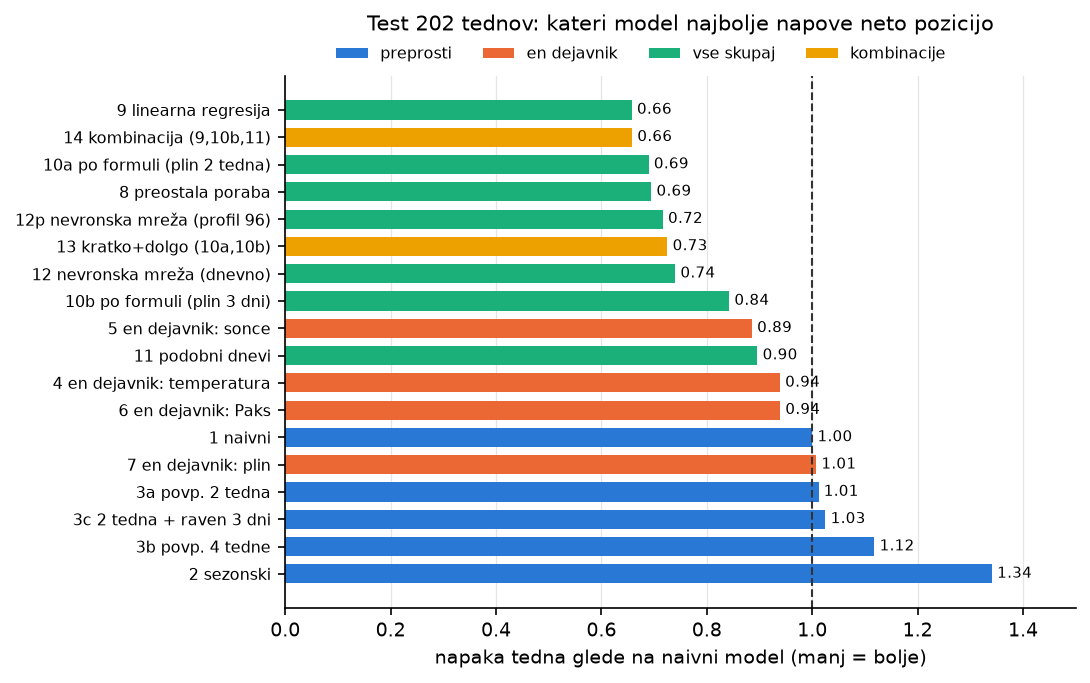 Test 202 tednov: kateri model najbolje napove neto pozicijo
preprosti en dejavnik vse skupaj kombinacije
9 linearna regresija 0.66
14 kombinacija (9,10b,11) 0.66
10a po formuli (plin 2 tedna) 0.69
8 preostala poraba 0.69
12p nevronska mreža (profil 96) 0.72
13 kratko+dolgo (10a,10b) 0.73
12 nevronska mreža (dnevno) 0.74
10b po formuli (plin 3 dni) 0.84
5 en dejavnik: sonce 0.89
11 podobni dnevi 0.90
4 en dejavnik: temperatura 0.94
6 en dejavnik: Paks 0.94
1 naivni 1.00
7 en dejavnik: plin 1.01
3a povp. 2 tedna 1.01
3c 2 tedna + raven 3 dni 1.03
3b povp. 4 tedne 1.12
2 sezonski 1.34
0.0 0.2 0.4 0.6 0.8 1.0 1.2 1.4
napaka tedna glede na naivni model (manj = bolje)